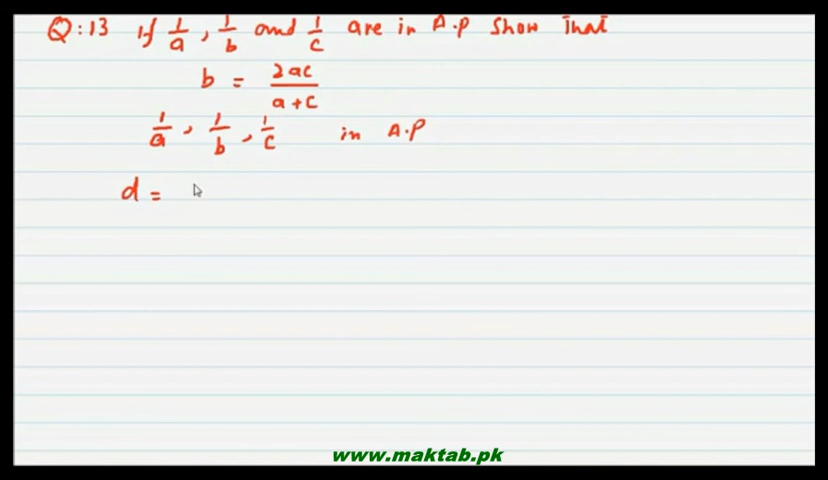 Q:13 If 1/a, 1/b and 1/c are in A.P Show That
b = 2ac/a+c
1/a, 1/b, 1/c in A.P
d =
www.maktab.pk